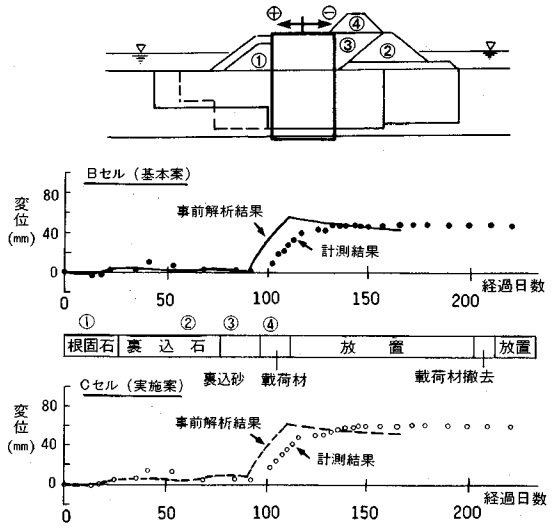 ⊕ ⊖
④
① ③ ②
Bセル（基本案）
80
変位
40
(mm)
0
事前解析結果
計測結果
0 50 100 150 200
経過日数
① ② ③ ④
根固石 裏込石 放置 放置
裏込砂 載荷材 載荷材撤去
Cセル（実施案）
80
変位
40
(mm)
0
事前解析結果
計測結果
0 50 100 150 200
経過日数